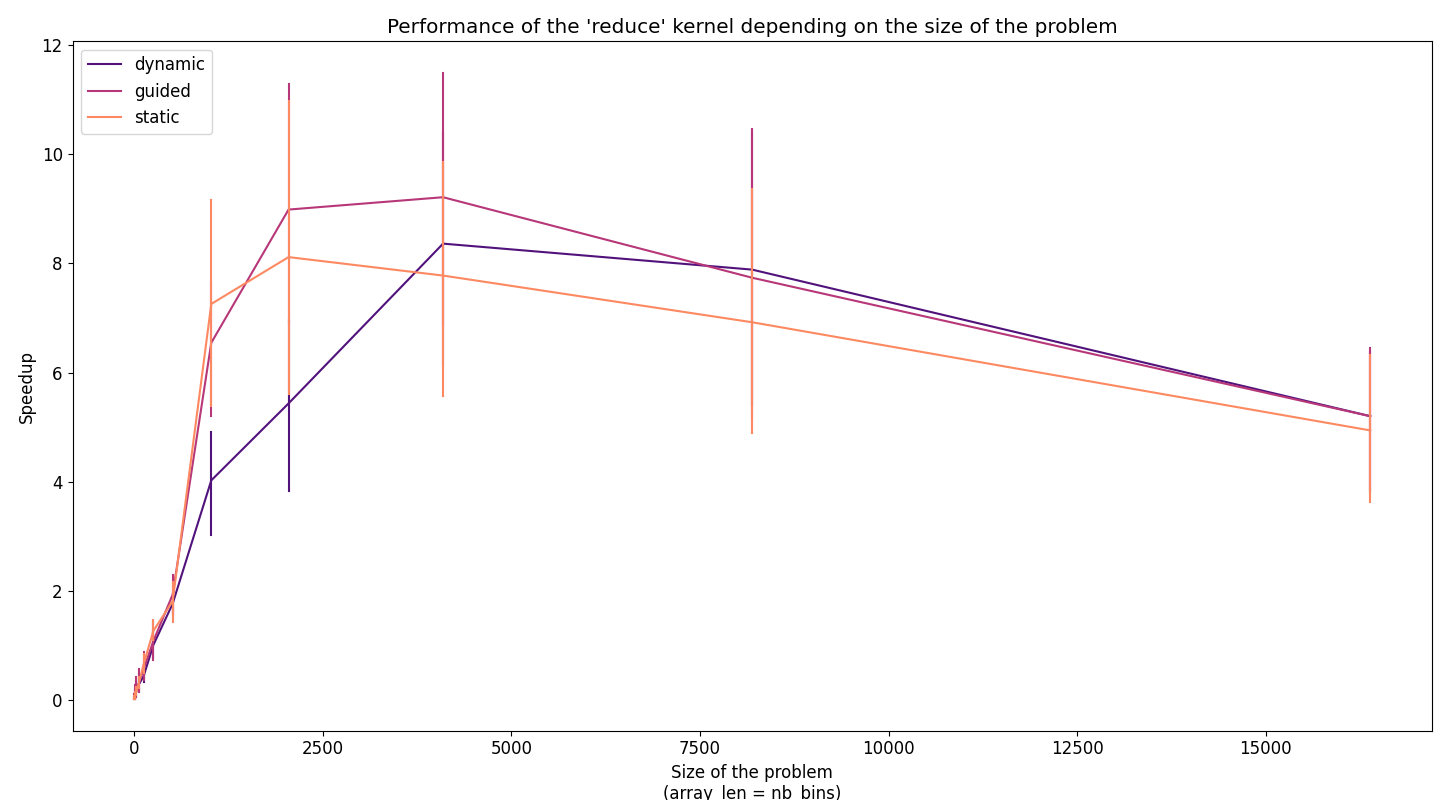 Performance of the 'reduce' kernel depending on the size of the problem
dynamic
guided
static
12
10
8
6
4
2
0
Speedup
0 2500 5000 7500 10000 12500 15000
Size of the problem
(array_len = nb_bins)